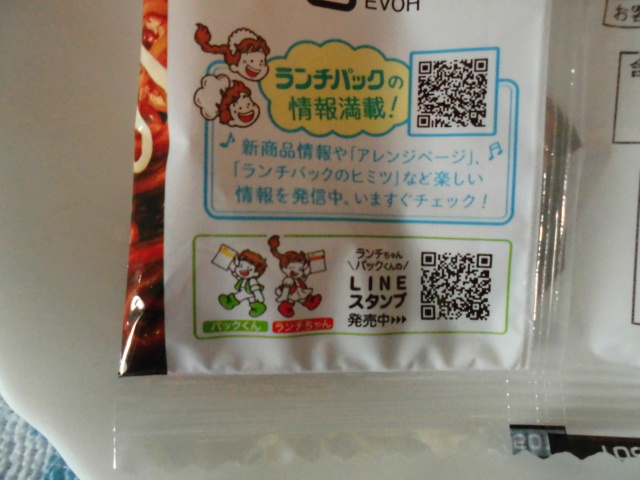 EVOH
お客
ランチパックの
情報満載!
新商品情報や「アレンジページ」、
「ランチパックのヒミツ」など楽しい
情報を発信中。いますぐチェック!
ランチちゃん
\パックくんの/
LINE
スタンプ
発売中▸▸▸
パックくん
ランチちゃん